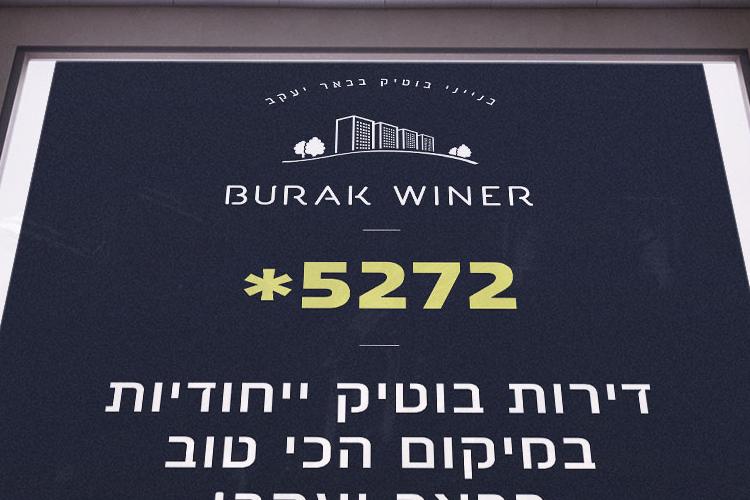 בנייני בוטיק בבאר יעקב
BURAK WINER
*5272
דירות בוטיק ייחודיות
במיקום הכי טוב